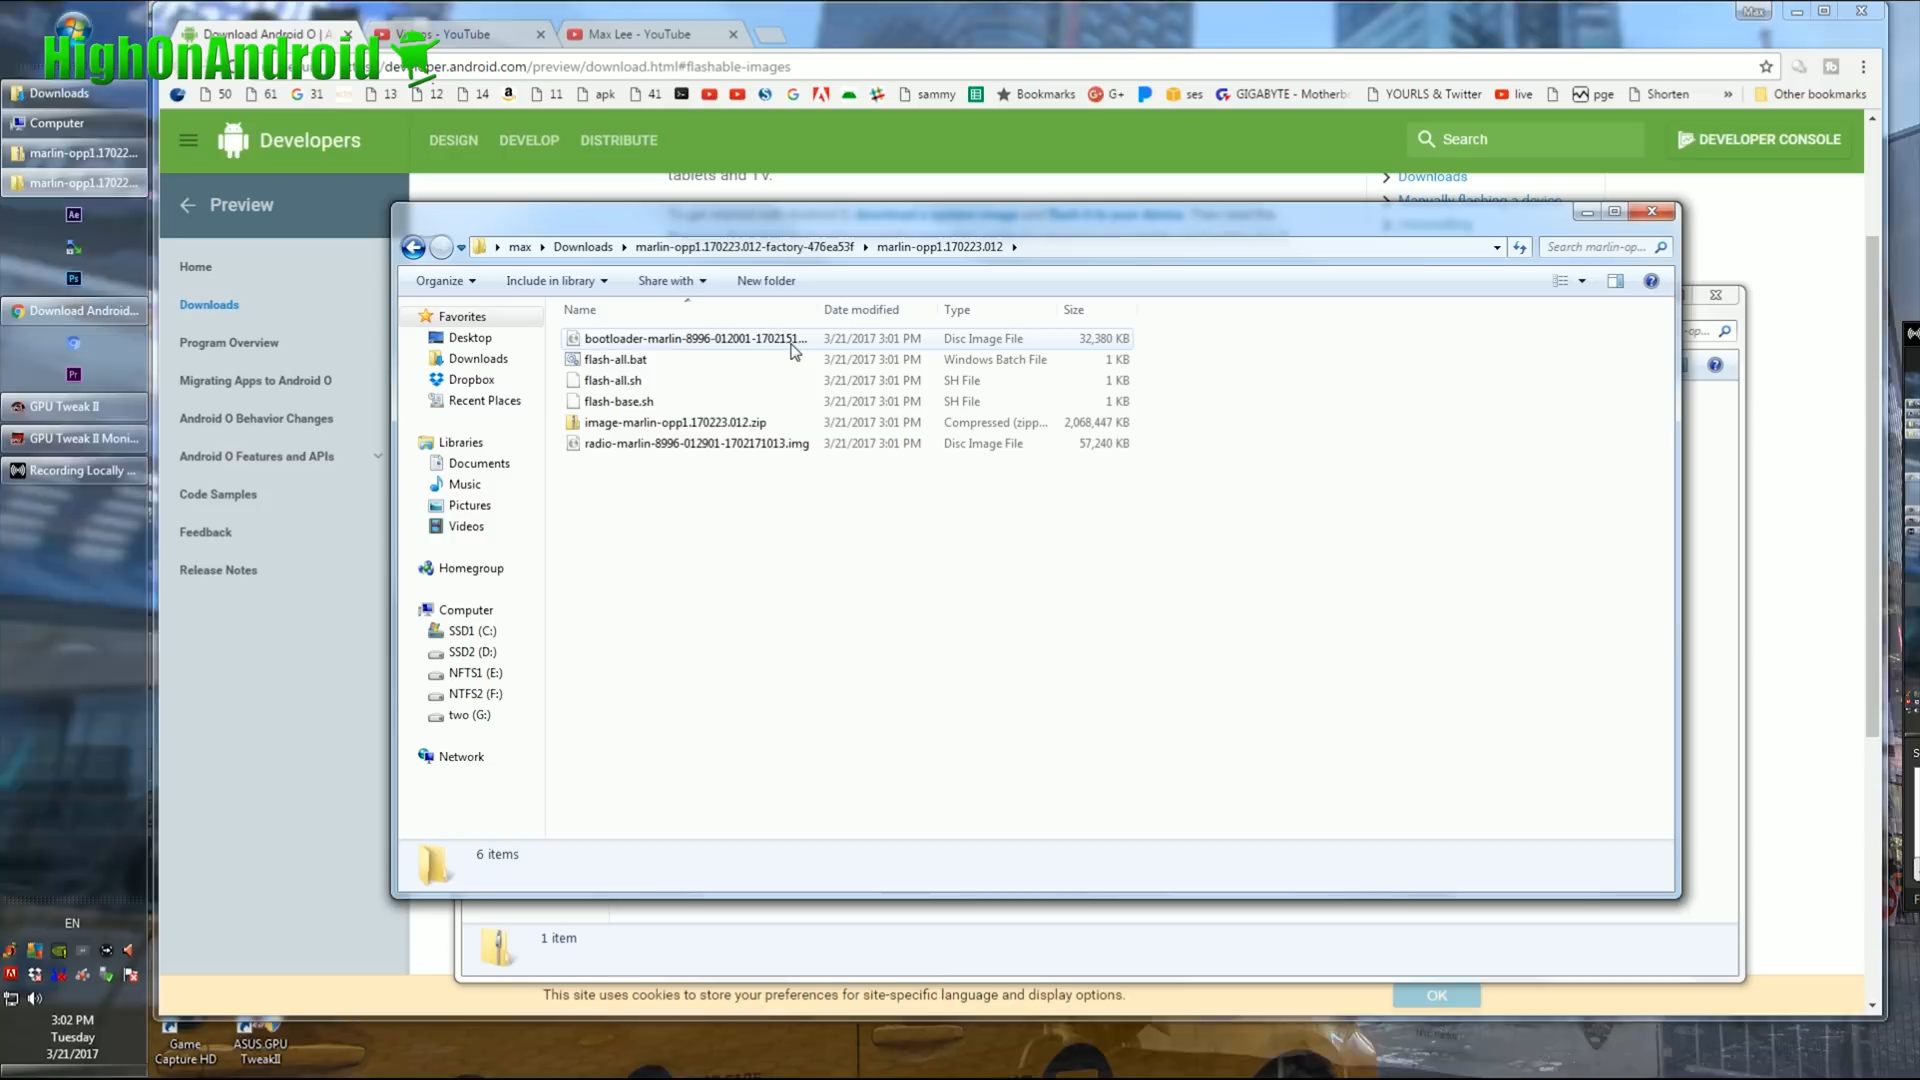 HighOnAndroid
Download Android O | A
Videos - YouTube
Max Lee - YouTube
Max
developer.android.com/preview/download.html#flashable-images
50
61
31
13
12
14
11
apk
41
sammy
Bookmarks
G+
ses
GIGABYTE - Motherbo
YOURLS & Twitter
live
pge
Shorten
»
Other bookmarks
Developers
DESIGN
DEVELOP
DISTRIBUTE
Search
DEVELOPER CONSOLE
Preview
Home
Downloads
Program Overview
Migrating Apps to Android O
Android O Behavior Changes
Android O Features and APIs
Code Samples
Feedback
Release Notes
tablets and TV.
Downloads
Manually flashing a device
max
Downloads
marlin-opp1.170223.012-factory-476ea53f
marlin-opp1.170223.012
Search marlin-op...
Organize
Include in library
Share with
New folder
Name
Date modified
Type
Size
bootloader-marlin-8996-012001-1702151... 3/21/2017 3:01 PM Disc Image File 32,380 KB
flash-all.bat 3/21/2017 3:01 PM Windows Batch File 1 KB
flash-all.sh 3/21/2017 3:01 PM SH File 1 KB
flash-base.sh 3/21/2017 3:01 PM SH File 1 KB
image-marlin-opp1.170223.012.zip 3/21/2017 3:01 PM Compressed (zipp... 2,068,447 KB
radio-marlin-8996-012901-1702171013.img 3/21/2017 3:01 PM Disc Image File 57,240 KB
Favorites
Desktop
Downloads
Dropbox
Recent Places
Libraries
Documents
Music
Pictures
Videos
Homegroup
Computer
SSD1 (C:)
SSD2 (D:)
NFTS1 (E:)
NTFS2 (F:)
two (G:)
Network
6 items
1 item
-op...
This site uses cookies to store your preferences for site-specific language and display options.
OK
Downloads
Computer
marlin-opp1.17022...
marlin-opp1.17022...
Ae
Ps
Download Android...
Pr
GPU Tweak II
GPU Tweak II Moni...
Recording Locally ...
EN
3:02 PM
Tuesday
3/21/2017
Game
Capture HD
ASUS GPU
TweakII